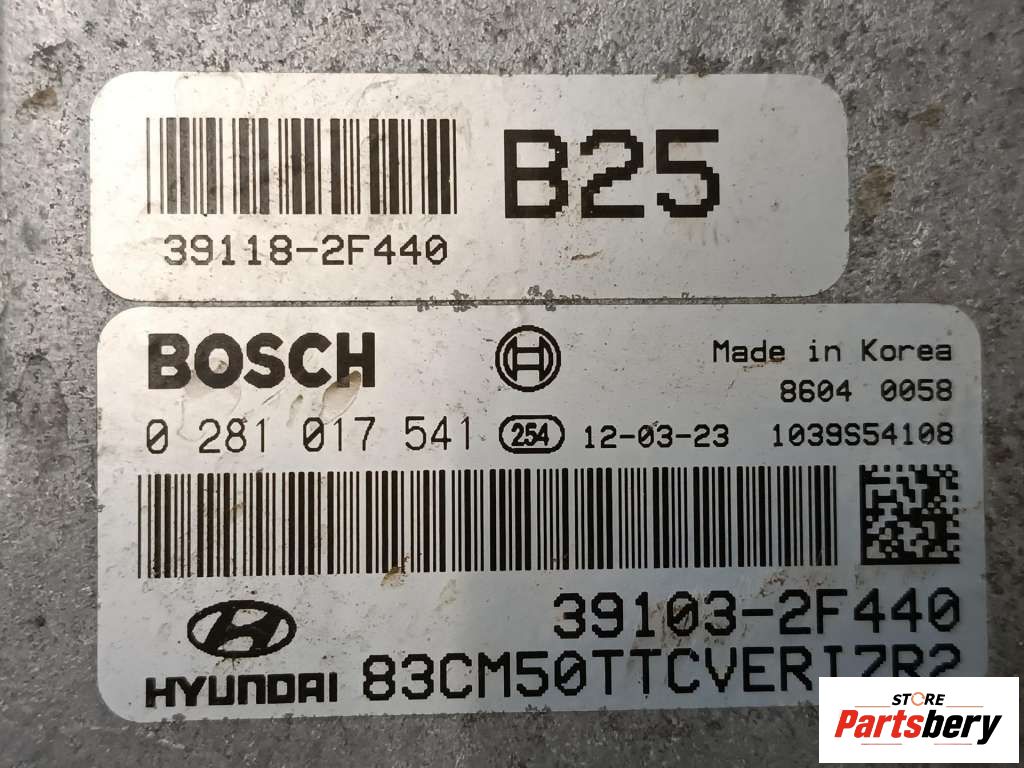 B25
39118-2F440
BOSCH
Made in Korea
8604 0058
0 281 017 541 254 12-03-23 1039S54108
39103-2F440
HYUNDAI 83CM50TTCVERI7R2
STORE
Partsbery